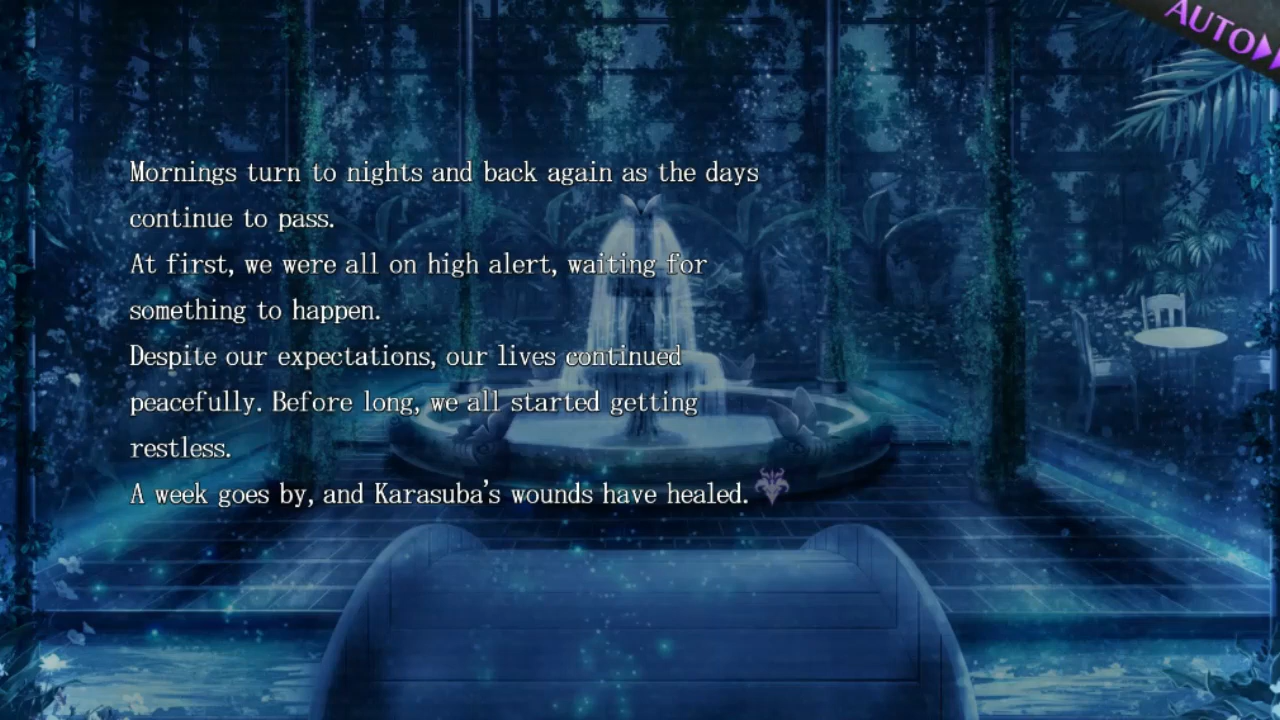 AUTO
Mornings turn to nights and back again as the days
continue to pass.
At first, we were all on high alert, waiting for
something to happen.
Despite our expectations, our lives continued
peacefully. Before long, we all started getting
restless.
A week goes by, and Karasuba's wounds have healed.